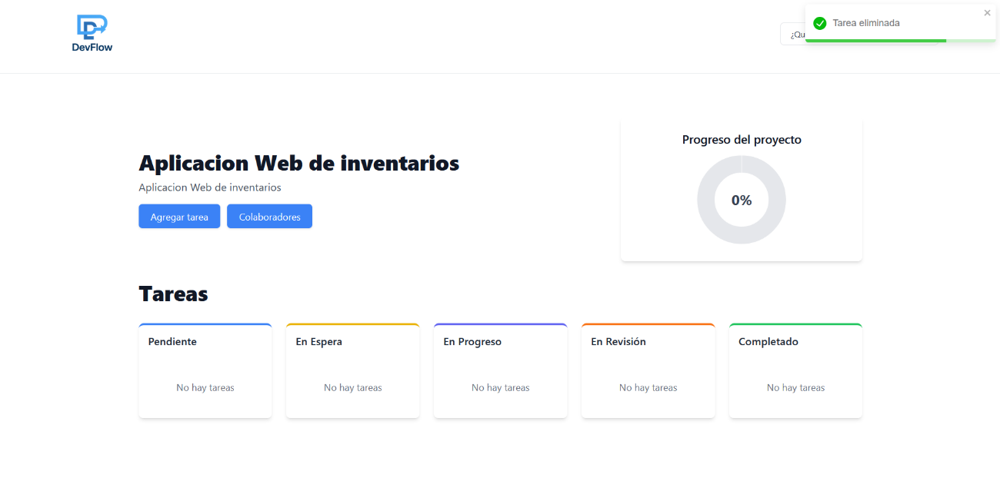 DevFlow
¿Qu
Tarea eliminada
Aplicacion Web de inventarios
Aplicacion Web de inventarios
Agregar tarea
Colaboradores
Progreso del proyecto
0%
Tareas
Pendiente
No hay tareas
En Espera
No hay tareas
En Progreso
No hay tareas
En Revisión
No hay tareas
Completado
No hay tareas